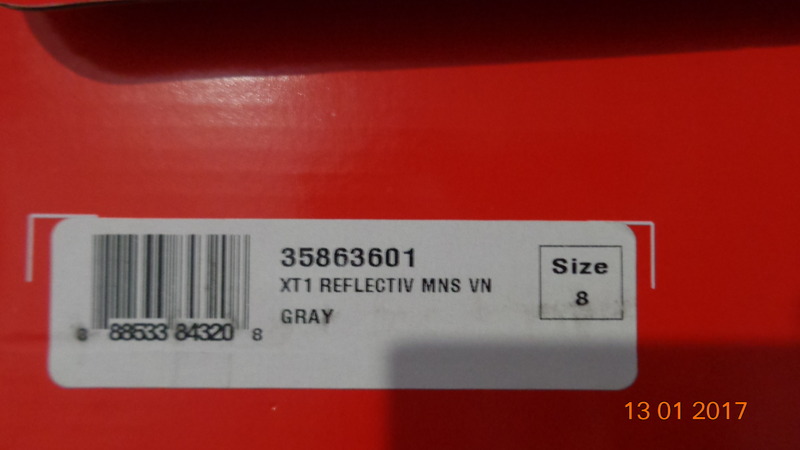 35863601
XT1 REFLECTIV MNS VN
GRAY
Size
8
8 88533 84320 8
13 01 2017